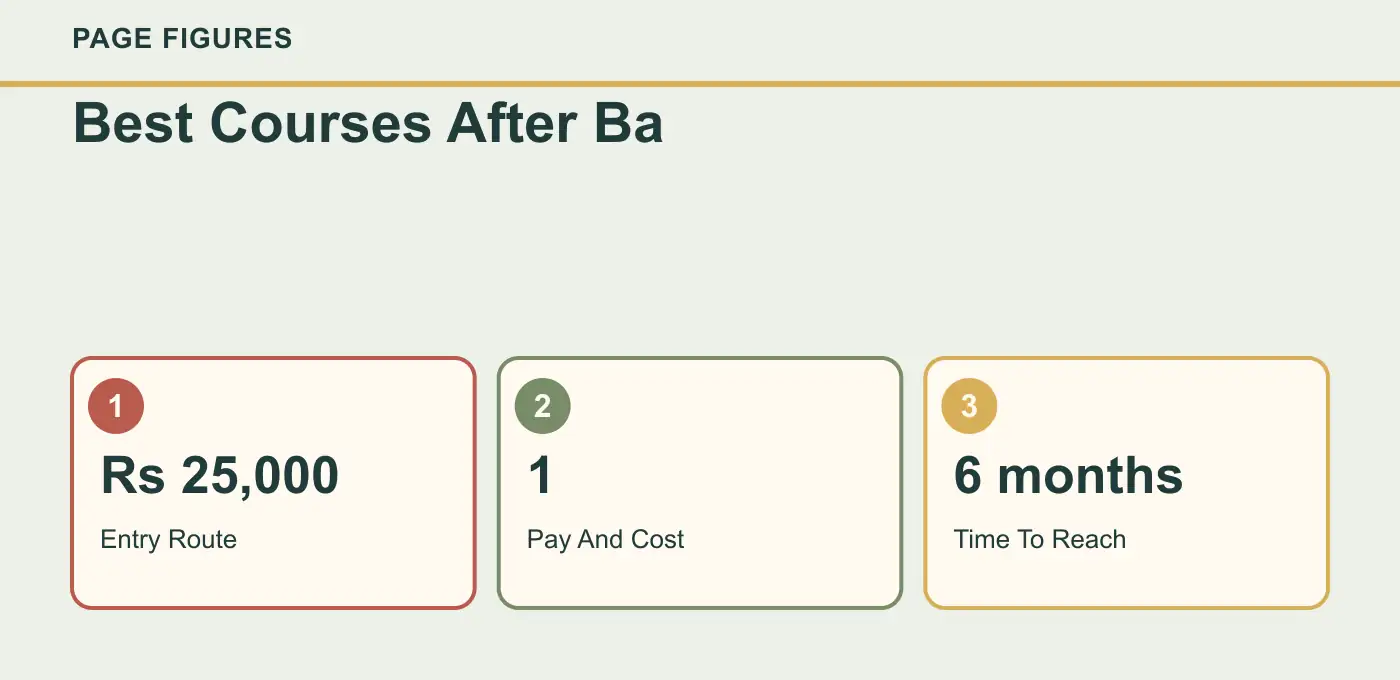 PAGE FIGURES
Best Courses After Ba
1
Rs 25,000
Entry Route
2
1
Pay And Cost
3
6 months
Time To Reach